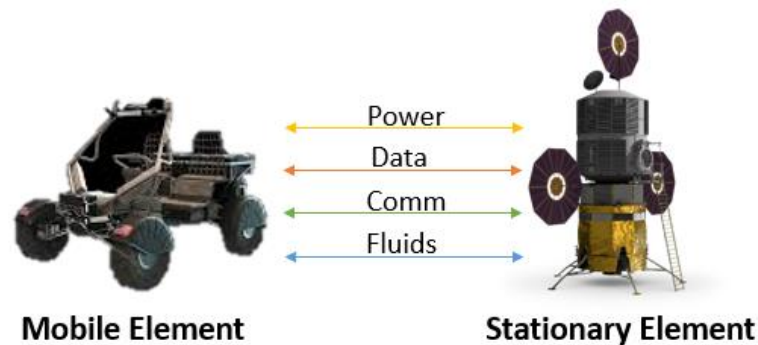 Power
Data
Comm
Fluids
Mobile Element
Stationary Element